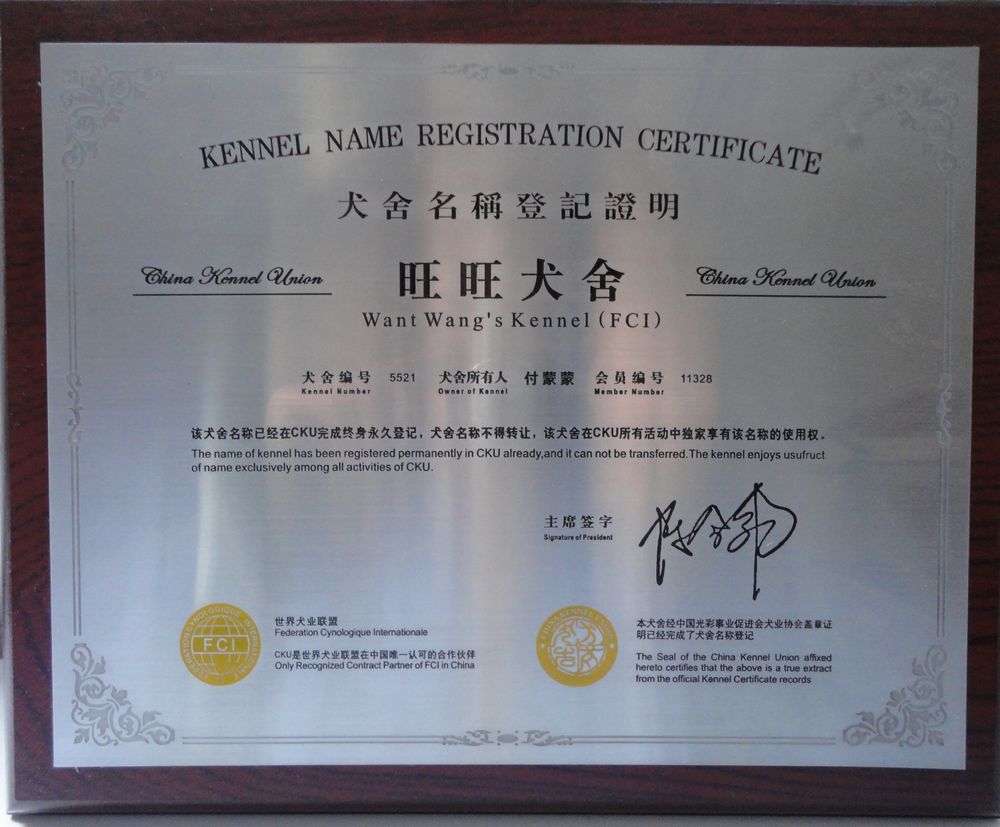 KENNEL NAME REGISTRATION CERTIFICATE
犬舍名稱登記證明
China Kennel Union
旺旺犬舍
China Kennel Union
Want Wang's Kennel (FCI)
犬舍编号 5521 犬舍所有人 付蒙蒙 会员编号 11328
Kennel Number Owner of Kennel Member Number
该犬舍名称已经在CKU完成终身永久登记，犬舍名称不得转让，该犬舍在CKU所有活动中独家享有该名称的使用权。
The name of kennel has been registered permanently in CKU already,and it can not be transferred.The kennel enjoys usufruct
of name exclusively among all activities of CKU.
主席签字
Signature of President
FEDERATION CYNOLOGIQUE INTERNATIONALE
FCI
世界犬业联盟
Federation Cynologique Internationale
CKU是世界犬业联盟在中国唯一认可的合作伙伴
Only Recognized Contract Partner of FCI in China
CHINA KENNEL UNION
本犬舍经中国光彩事业促进会犬业协会盖章证
明已经完成了犬舍名称登记
The Seal of the China Kennel Union affixed
hereto certifies that the above is a true extract
from the official Kennel Certificate records